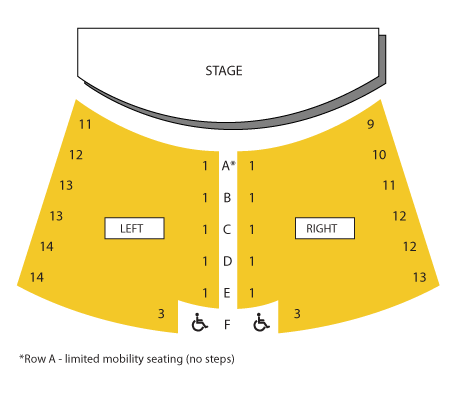 STAGE
11 9
12 1 A* 1 10
13 1 B 1 11
13 LEFT 1 C 1 RIGHT 12
14 1 D 1 12
14 1 E 1 13
3 F 3
*Row A - limited mobility seating (no steps)